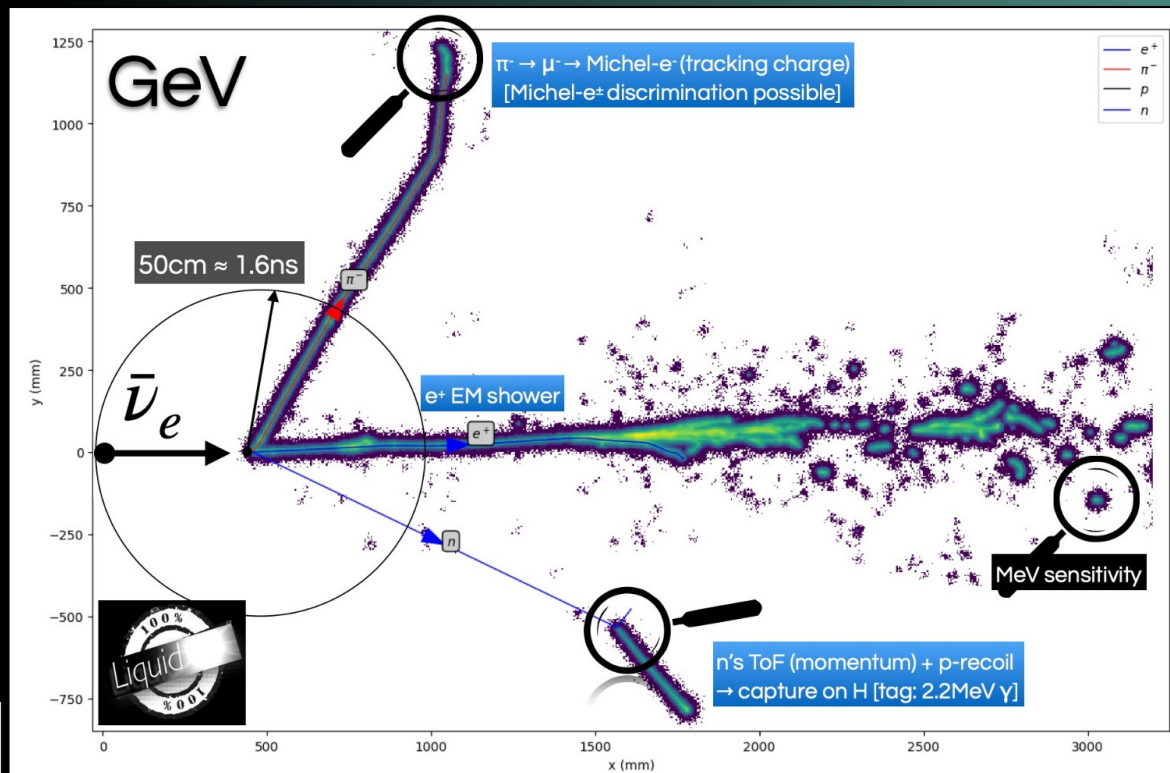 GeV
π⁻ → μ⁻ → Michel-e⁻ (tracking charge)
[Michel-e± discrimination possible]
e⁺
π⁻
p
n
50cm ≈ 1.6ns
π⁻
ν̄ₑ
e⁺ EM shower
e⁺
n
MeV sensitivity
n's ToF (momentum) + p-recoil
→ capture on H [tag: 2.2MeV γ]
100%
Liquid
100%
y (mm)
1250
1000
750
500
250
0
−250
−500
−750
0
500
1000
1500
2000
2500
3000
x (mm)